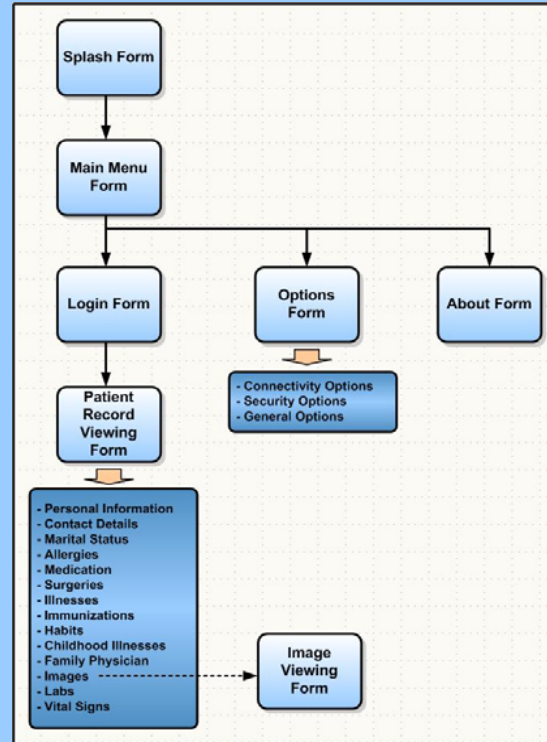 Splash Form
Main Menu
Form
Login Form
Options
Form
About Form
- Connectivity Options
- Security Options
- General Options
Patient
Record
Viewing
Form
- Personal Information
- Contact Details
- Marital Status
- Allergies
- Medication
- Surgeries
- Illnesses
- Immunizations
- Habits
- Childhood Illnesses
- Family Physician
- Images
- Labs
- Vital Signs
Image
Viewing
Form